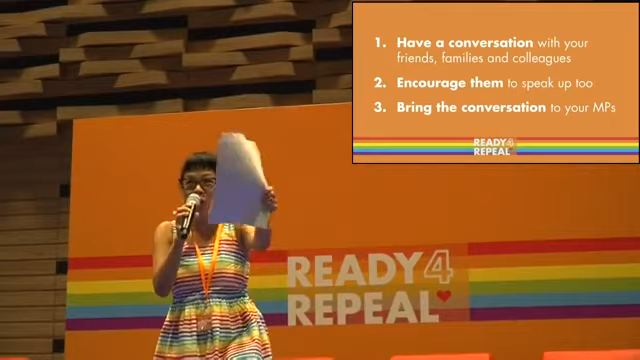 1. Have a conversation with your
friends, families and colleagues
2. Encourage them to speak up too
3. Bring the conversation to your MPs
READY4
REPEAL
READY4
REPEAL